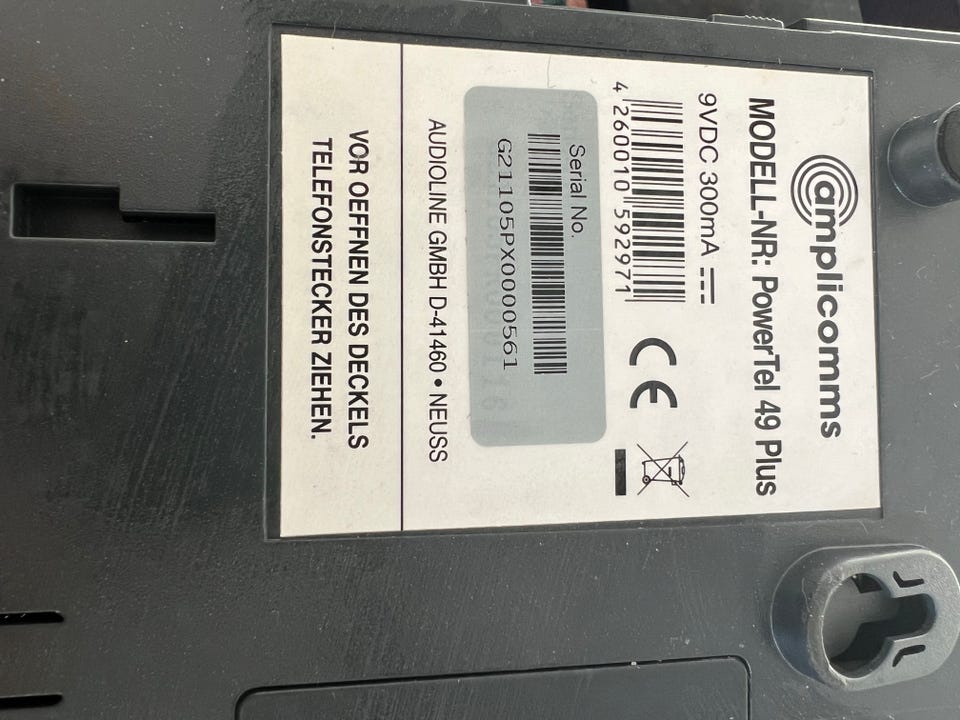 amplicomms
MODELL-NR: PowerTel 49 Plus
9VDC 300mA
4 260010 592971
CE
Serial No.
G21105PX0000561
AUDIOLINE GMBH D-41460 • NEUSS
VOR OEFFNEN DES DECKELS
TELEFONSTECKER ZIEHEN.